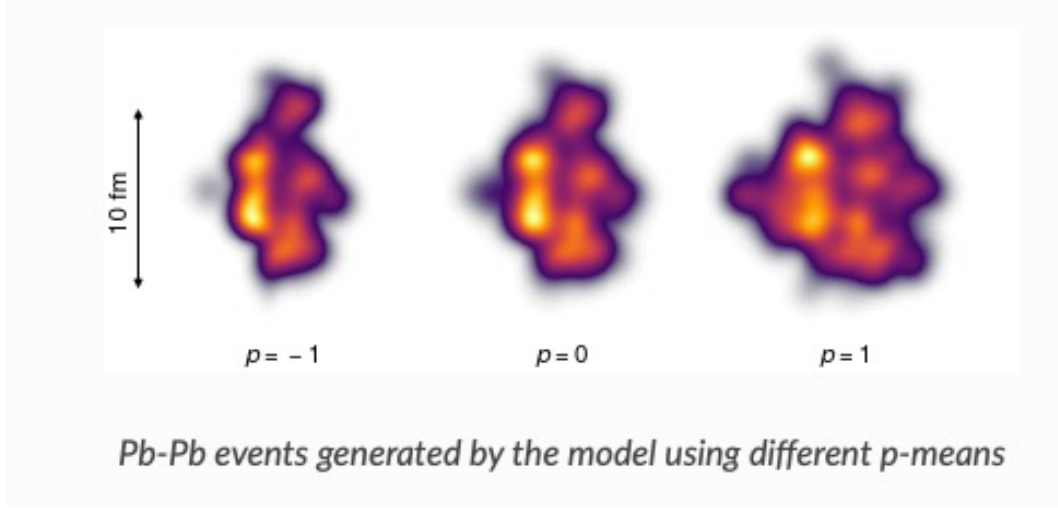 10 fm
p = − 1
p = 0
p = 1
Pb-Pb events generated by the model using different p-means